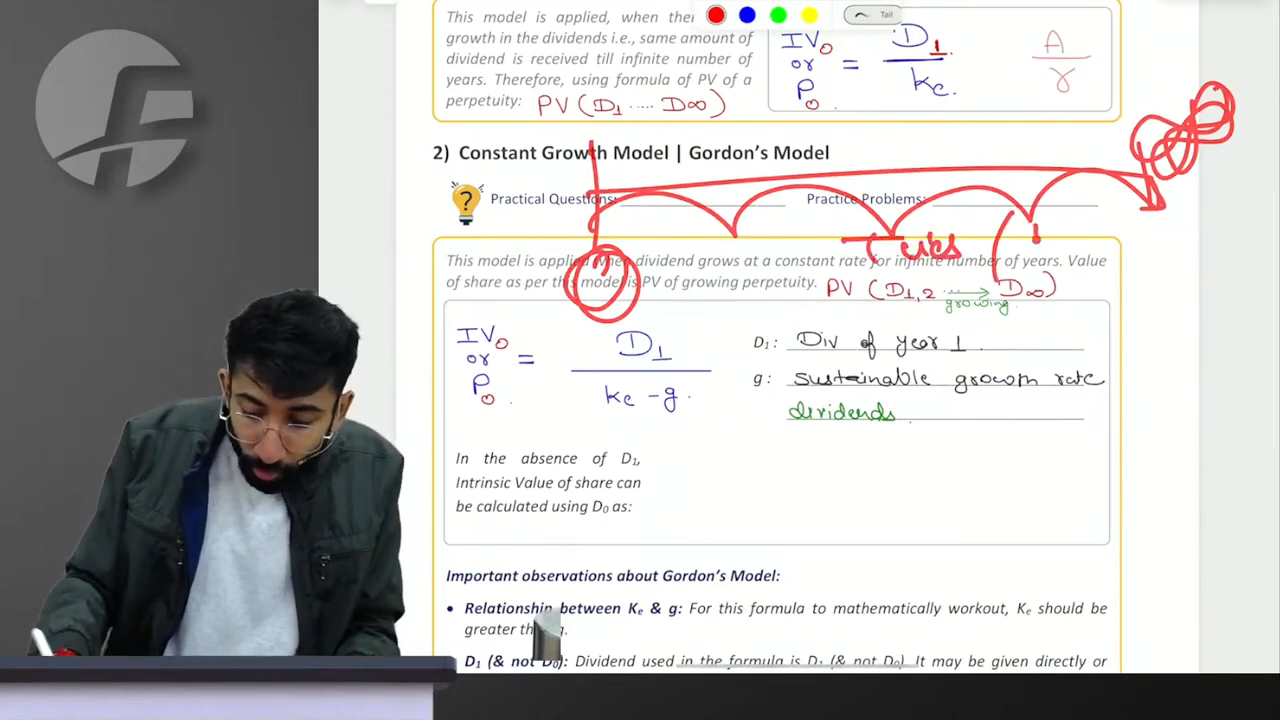 Tail
This model is applied, when ther
growth in the dividends i.e., same amount of
dividend is received till infinite number of
years. Therefore, using formula of PV of a
perpetuity: PV (D1 ..... D∞)
IV0 or P0 = D1 / Ke.
A / r
2) Constant Growth Model | Gordon's Model
Practical Questions: Practice Problems:
This model is applied when dividend grows at a constant rate for infinite number of years. Value
of share as per this model is PV of growing perpetuity. PV (D1,2 ...→ D∞)
growing
IV0 or P0 = D1 / Ke - g.
D1: Div of year 1.
g: sustainable growth rate
dividends.
In the absence of D1,
Intrinsic Value of share can
be calculated using D0 as:
Important observations about Gordon's Model:
• Relationship between Ke & g: For this formula to mathematically workout, Ke should be
greater th g.
D1 (& not D0): Dividend used in the formula is D1 (& not D0). It may be given directly or